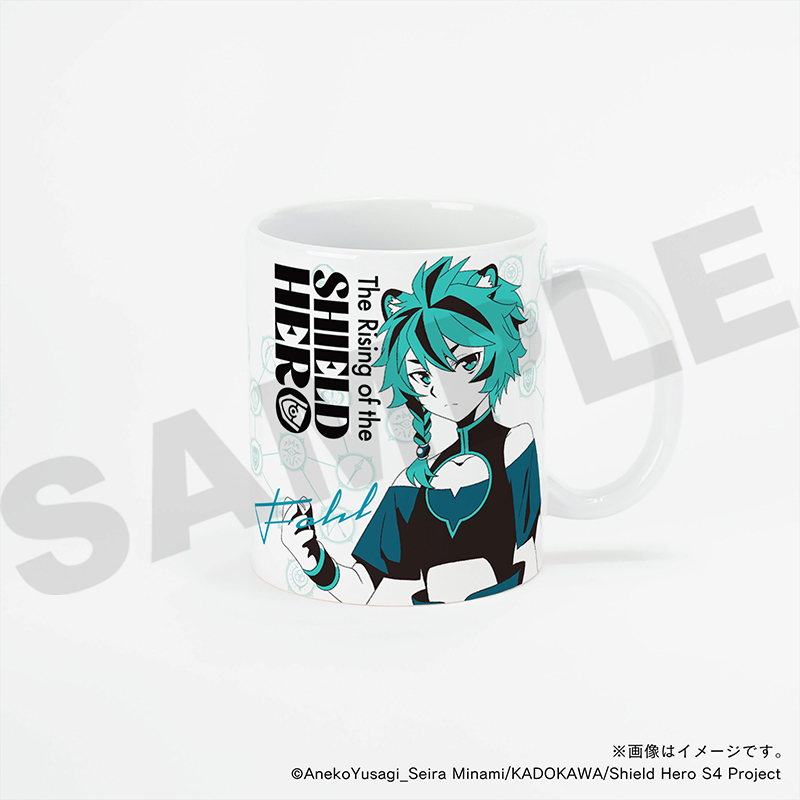 The Rising of the
SHIELD
HERO
Fohl
SAMPLE
※画像はイメージです。
©AnekoYusagi_Seira Minami/KADOKAWA/Shield Hero S4 Project